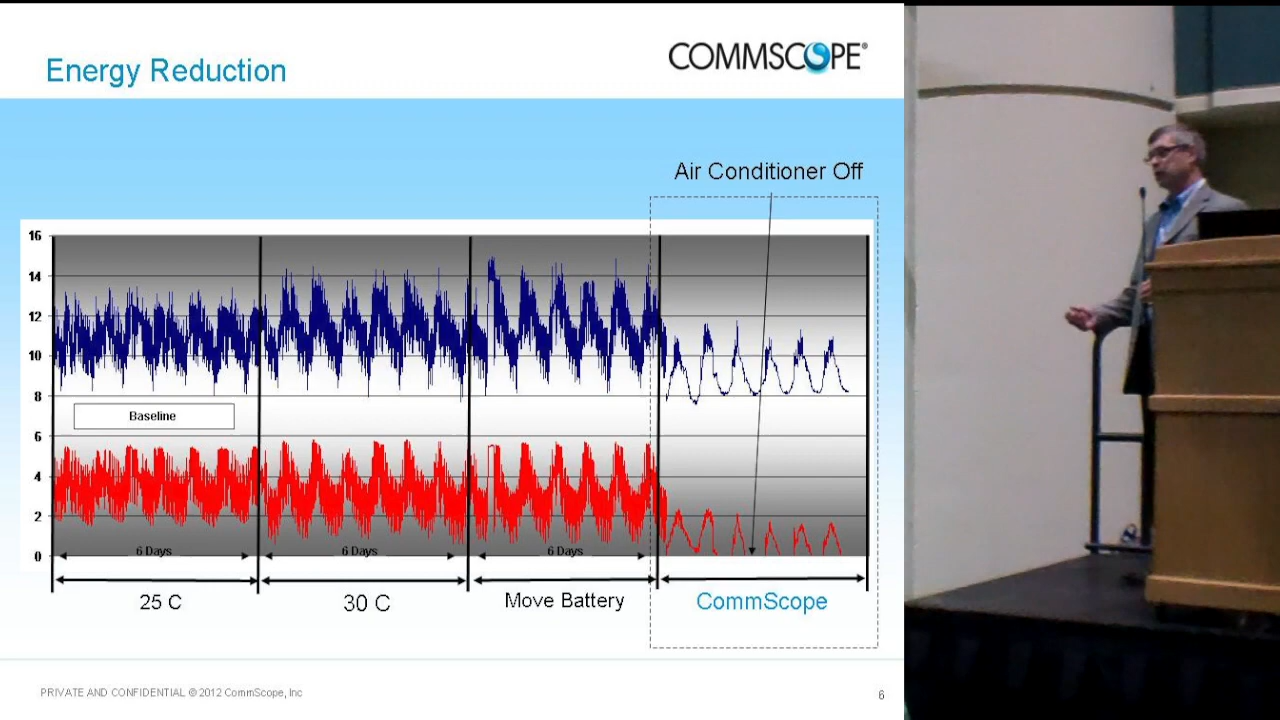 Energy Reduction
COMMSCOPE®
Air Conditioner Off
16
14
12
10
8
6
4
2
0
Baseline
6 Days
6 Days
6 Days
25 C
30 C
Move Battery
CommScope
PRIVATE AND CONFIDENTIAL © 2012 CommScope, Inc
6